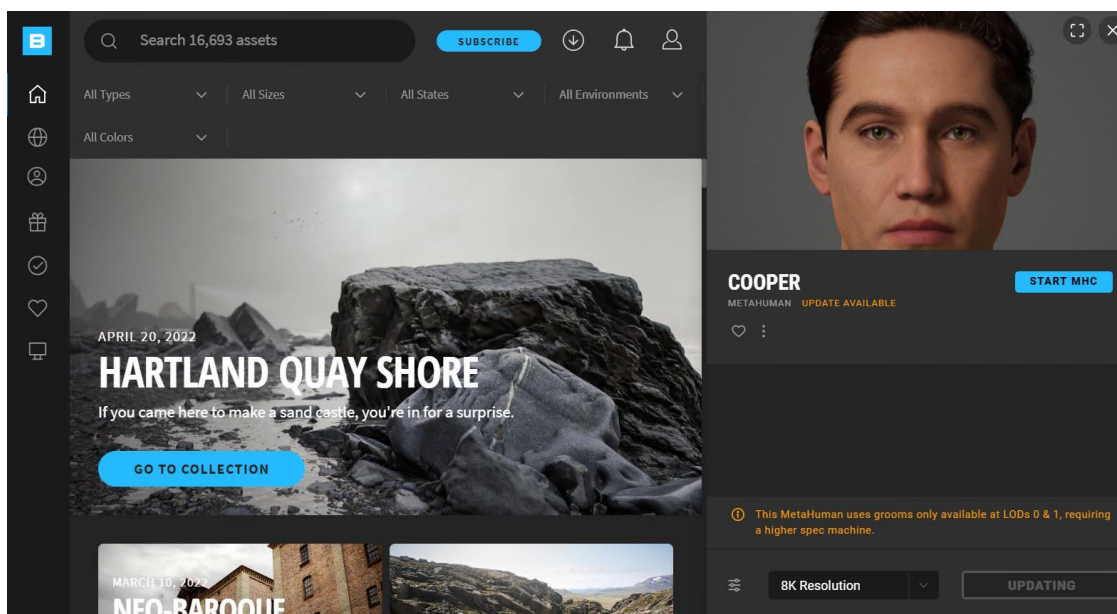 B
Search 16,693 assets
SUBSCRIBE
All Types
All Sizes
All States
All Environments
All Colors
APRIL 20, 2022
HARTLAND QUAY SHORE
If you came here to make a sand castle, you're in for a surprise.
GO TO COLLECTION
MARCH 10, 2022
NEO-BAROQUE
COOPER
START MHC
METAHUMAN UPDATE AVAILABLE
This MetaHuman uses grooms only available at LODs 0 & 1, requiring
a higher spec machine.
8K Resolution
UPDATING